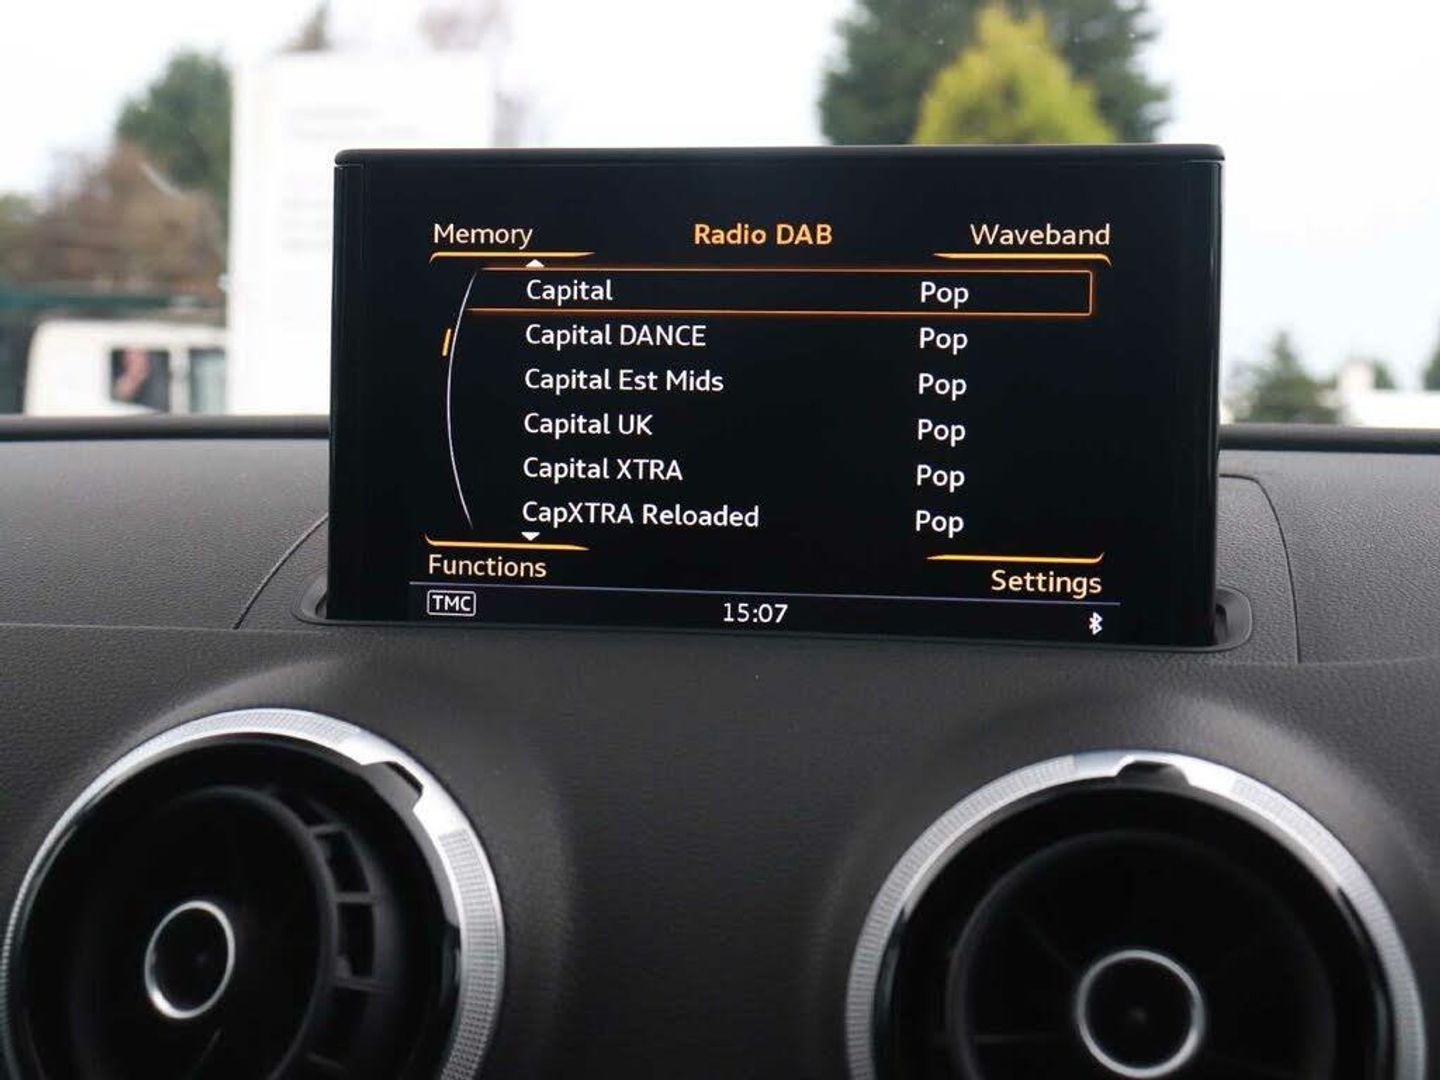 Memory Radio DAB Waveband
Capital Pop
Capital DANCE Pop
Capital Est Mids Pop
Capital UK Pop
Capital XTRA Pop
CapXTRA Reloaded Pop
Functions Settings
TMC 15:07